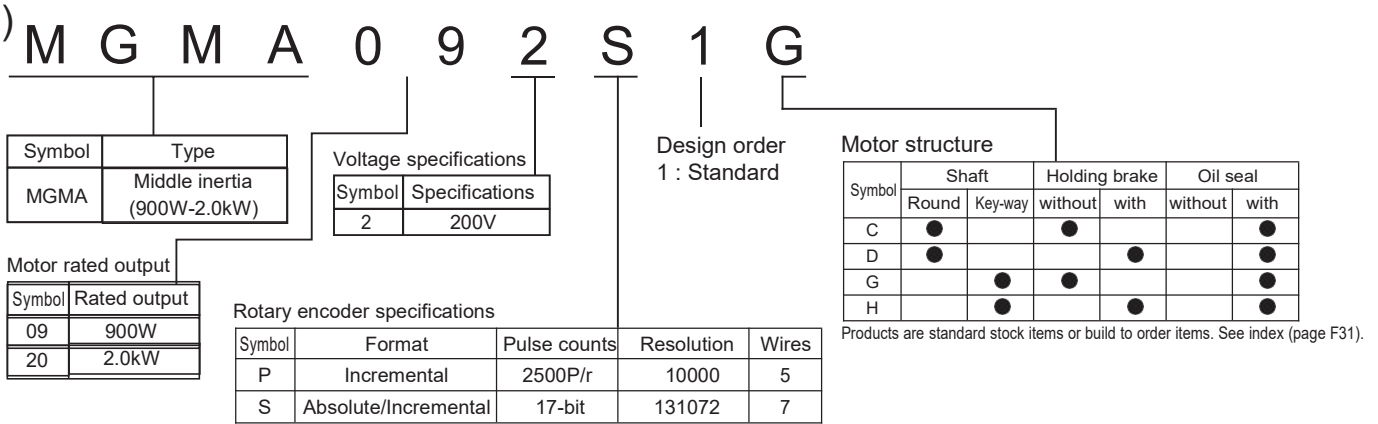 )
M G M A 0 9 2 S 1 G
Symbol Type
MGMA Middle inertia
(900W-2.0kW)
Motor rated output
Symbol Rated output
09 900W
20 2.0kW
Voltage specifications
Symbol Specifications
2 200V
Rotary encoder specifications
Symbol Format Pulse counts Resolution Wires
P Incremental 2500P/r 10000 5
S Absolute/Incremental 17-bit 131072 7
Design order
1 : Standard
Motor structure
Symbol Shaft Holding brake Oil seal
Round Key-way without with without with
C ● ● ●
D ● ● ●
G ● ● ●
H ● ● ●
Products are standard stock items or build to order items. See index (page F31).